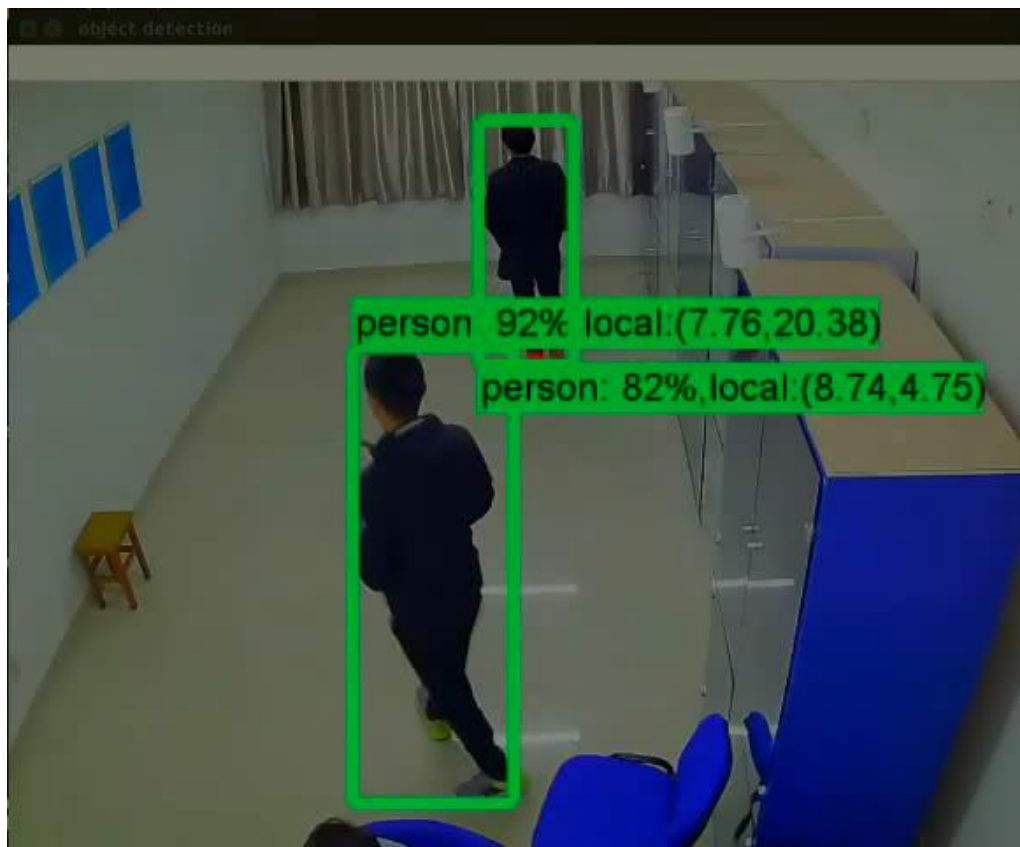 object detection
person: 92% local:(7.76,20.38)
person: 82%,local:(8.74,4.75)